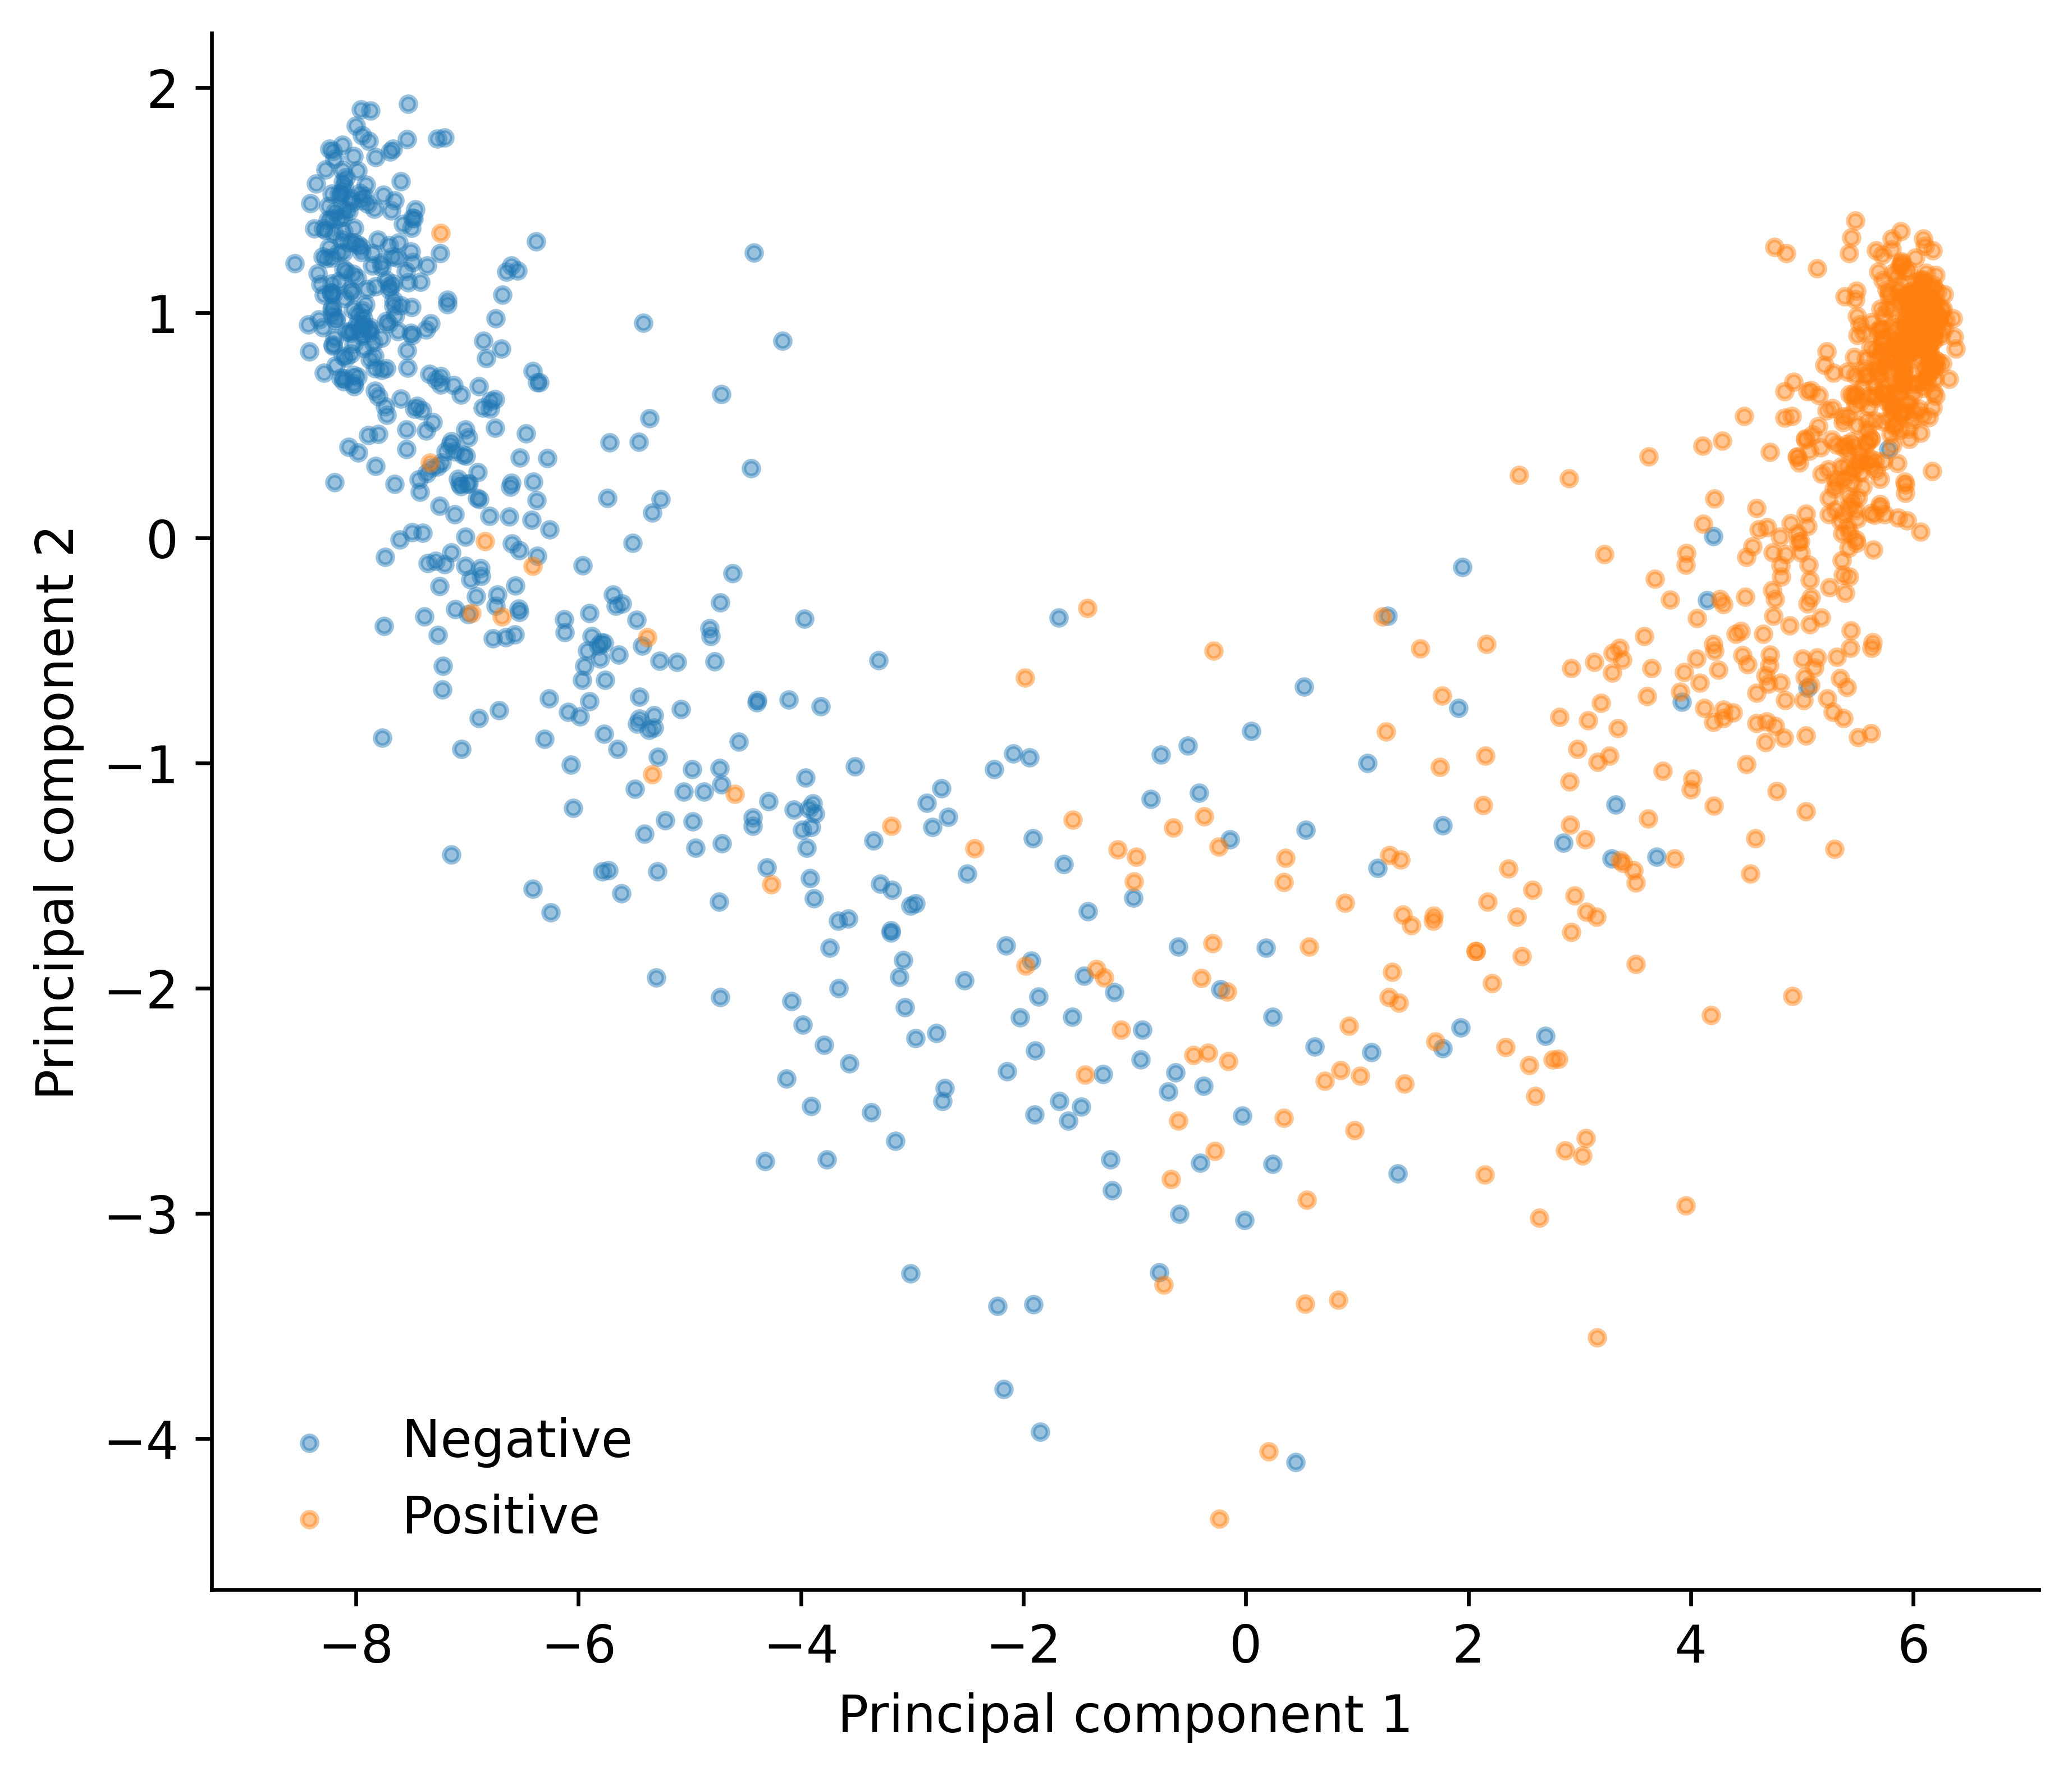 2
1
0
−1
−2
−3
−4
Principal component 2
Negative
Positive
−8 −6 −4 −2 0 2 4 6
Principal component 1